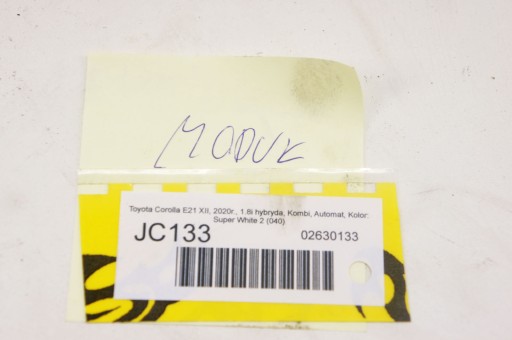 MODUŁ
Toyota Corolla E21 XII, 2020r., 1.8i hybryda, Kombi, Automat, Kolor:
Super White 2 (040)
JC133
02630133